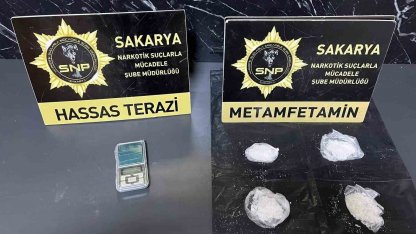 SAKARYA
NARKOTİK SUÇLARLA
MÜCADELE
ŞUBE MÜDÜRLÜĞÜ
SNP
HASSAS TERAZİ
SAKARYA
NARKOTİK SUÇLARLA
MÜCADELE
ŞUBE MÜDÜRLÜĞÜ
SNP
METAMFETAMİN